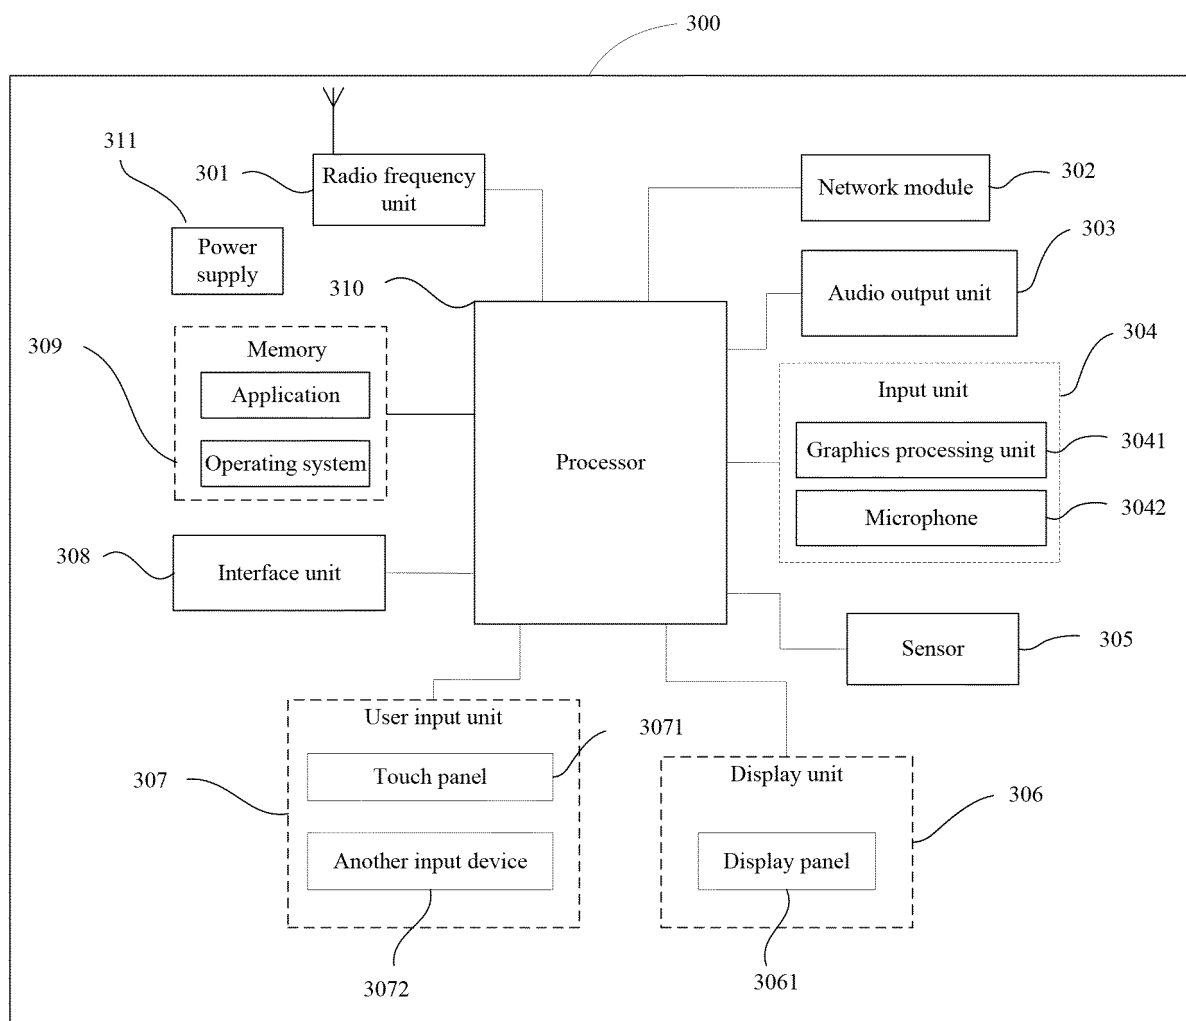 300
311
301
Radio frequency
unit
Network module
302
Power
supply
303
Audio output unit
310
309
Memory
Application
Operating system
304
Input unit
Graphics processing unit
3041
Microphone
3042
Processor
308
Interface unit
Sensor
305
User input unit
3071
Touch panel
307
Another input device
3072
Display unit
306
Display panel
3061